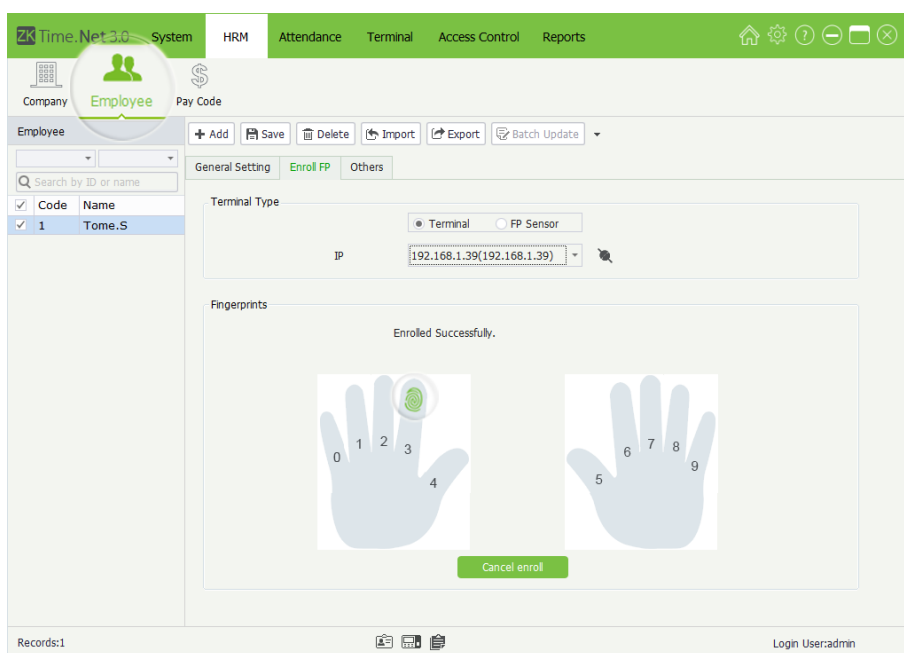 ZK Time.Net 3.0 System HRM Attendance Terminal Access Control Reports
Company Employee Pay Code
Employee
Add Save Delete Import Export Batch Update
General Setting Enroll FP Others
Search by ID or name
Code Name
1 Tome.S
Terminal Type
Terminal FP Sensor
IP 192.168.1.39(192.168.1.39)
Fingerprints
Enrolled Successfully.
0 1 2 3 4 5 6 7 8 9
Cancel enroll
Records:1 Login User:admin